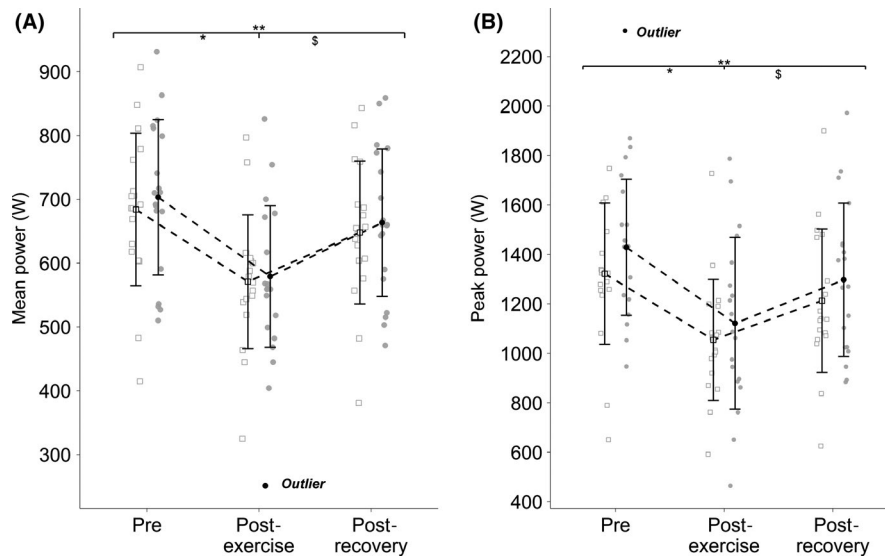 (A)
**
* $
900
800
700
600
500
400
300
Mean power (W)
Outlier
Pre
Post-
exercise
Post-
recovery
(B)
Outlier
**
* $
2200
2000
1800
1600
1400
1200
1000
800
600
400
Peak power (W)
Pre
Post-
exercise
Post-
recovery